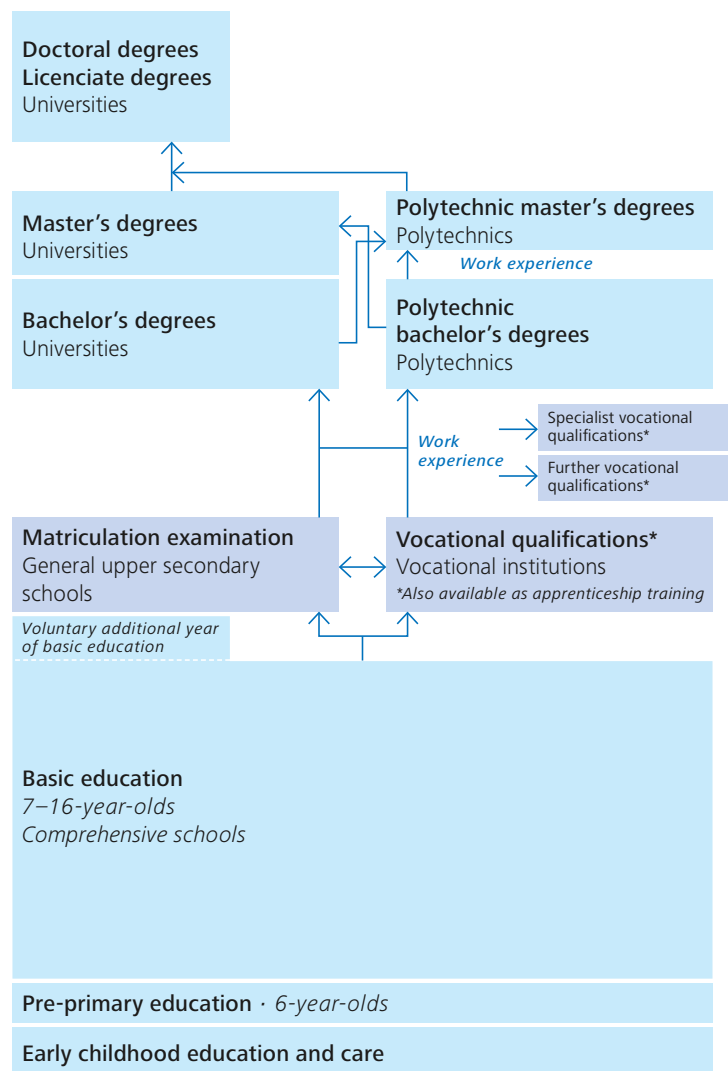 Doctoral degrees
Licenciate degrees
Universities
Master's degrees
Universities
Polytechnic master's degrees
Polytechnics
Work experience
Bachelor's degrees
Universities
Polytechnic
bachelor's degrees
Polytechnics
Work
experience
Specialist vocational
qualifications*
Further vocational
qualifications*
Matriculation examination
General upper secondary
schools
Vocational qualifications*
Vocational institutions
*Also available as apprenticeship training
Voluntary additional year
of basic education
Basic education
7–16-year-olds
Comprehensive schools
Pre-primary education · 6-year-olds
Early childhood education and care